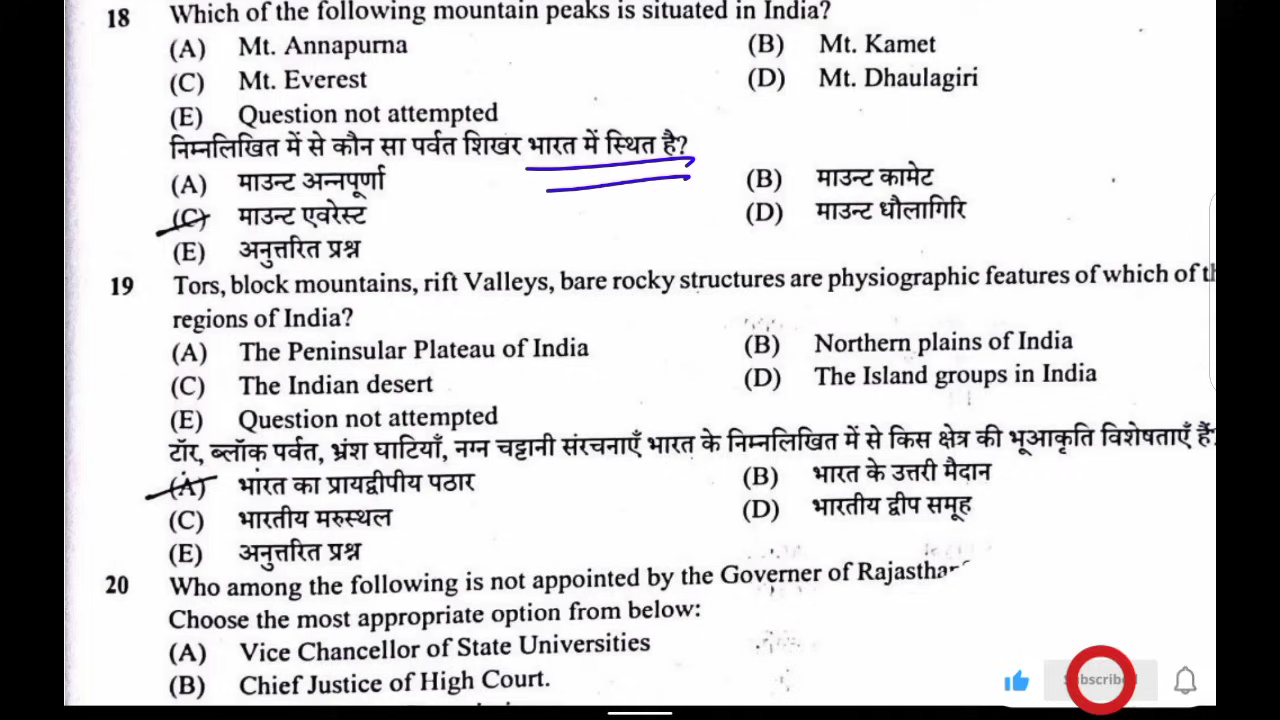 18 Which of the following mountain peaks is situated in India?
(A) Mt. Annapurna (B) Mt. Kamet
(C) Mt. Everest (D) Mt. Dhaulagiri
(E) Question not attempted
निम्नलिखित में से कौन सा पर्वत शिखर भारत में स्थित है?
(A) माउन्ट अन्नपूर्णा (B) माउन्ट कामेट
(C) माउन्ट एवरेस्ट (D) माउन्ट धौलागिरि
(E) अनुत्तरित प्रश्न
19 Tors, block mountains, rift Valleys, bare rocky structures are physiographic features of which of
regions of India?
(A) The Peninsular Plateau of India (B) Northern plains of India
(C) The Indian desert (D) The Island groups in India
(E) Question not attempted
टॉर, ब्लॉक पर्वत, भ्रंश घाटियाँ, नग्न चट्टानी संरचनाएँ भारत के निम्नलिखित में से किस क्षेत्र की भूआकृति विशेषताएँ हैं
(A) भारत का प्रायद्वीपीय पठार (B) भारत के उत्तरी मैदान
(C) भारतीय मरुस्थल (D) भारतीय द्वीप समूह
(E) अनुत्तरित प्रश्न
20 Who among the following is not appointed by the Governer of
Choose the most appropriate option from below:
(A) Vice Chancellor of State Universities
(B) Chief Justice of High Court.